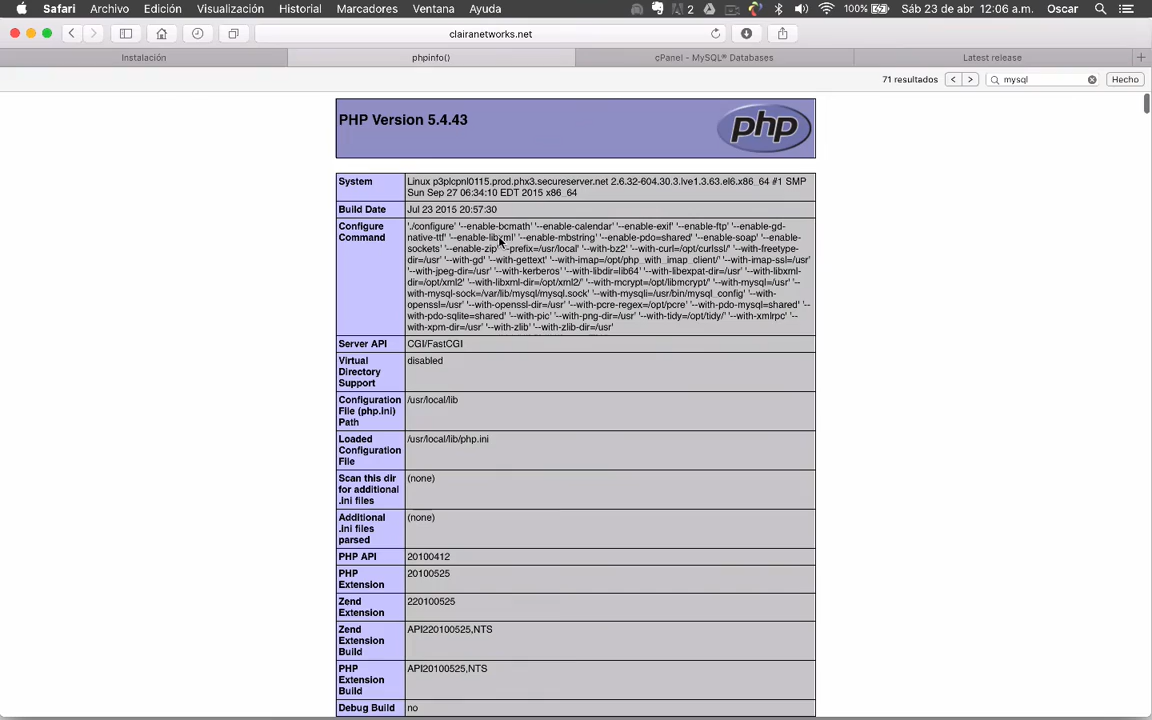 Safari Archivo Edición Visualización Historial Marcadores Ventana Ayuda 2 100% Sáb 23 de abr 12:06 a.m. Oscar
clairanetworks.net
Instalación phpinfo() cPanel - MySQL® Databases Latest release
71 resultados mysql Hecho
PHP Version 5.4.43
php
System Linux p3plcpnl0115.prod.phx3.secureserver.net 2.6.32-604.30.3.lve1.3.63.el6.x86_64 #1 SMP
Sun Sep 27 06:34:10 EDT 2015 x86_64
Build Date Jul 23 2015 20:57:30
Configure './configure' '--enable-bcmath' '--enable-calendar' '--enable-exif' '--enable-ftp' '--enable-gd-
Command native-ttf' '--enable-libxml' '--enable-mbstring' '--enable-pdo=shared' '--enable-soap' '--enable-
sockets' '--enable-zip' '--prefix=/usr/local' '--with-bz2' '--with-curl=/opt/curlssl/' '--with-freetype-
dir=/usr' '--with-gd' '--with-gettext' '--with-imap=/opt/php_with_imap_client/' '--with-imap-ssl=/usr'
'--with-jpeg-dir=/usr' '--with-kerberos' '--with-libdir=lib64' '--with-libexpat-dir=/usr' '--with-libxml-
dir=/opt/xml2' '--with-libxml-dir=/opt/xml2/' '--with-mcrypt=/opt/libmcrypt/' '--with-mysql=/usr' '--
with-mysql-sock=/var/lib/mysql/mysql.sock' '--with-mysqli=/usr/bin/mysql_config' '--with-
openssl=/usr' '--with-openssl-dir=/usr' '--with-pcre-regex=/opt/pcre' '--with-pdo-mysql=shared' '--
with-pdo-sqlite=shared' '--with-pic' '--with-png-dir=/usr' '--with-tidy=/opt/tidy/' '--with-xmlrpc' '--
with-xpm-dir=/usr' '--with-zlib' '--with-zlib-dir=/usr'
Server API CGI/FastCGI
Virtual disabled
Directory
Support
Configuration /usr/local/lib
File (php.ini)
Path
Loaded /usr/local/lib/php.ini
Configuration
File
Scan this dir (none)
for additional
.ini files
Additional (none)
.ini files
parsed
PHP API 20100412
PHP 20100525
Extension
Zend 220100525
Extension
Zend API220100525,NTS
Extension
Build
PHP API20100525,NTS
Extension
Build
Debug Build no